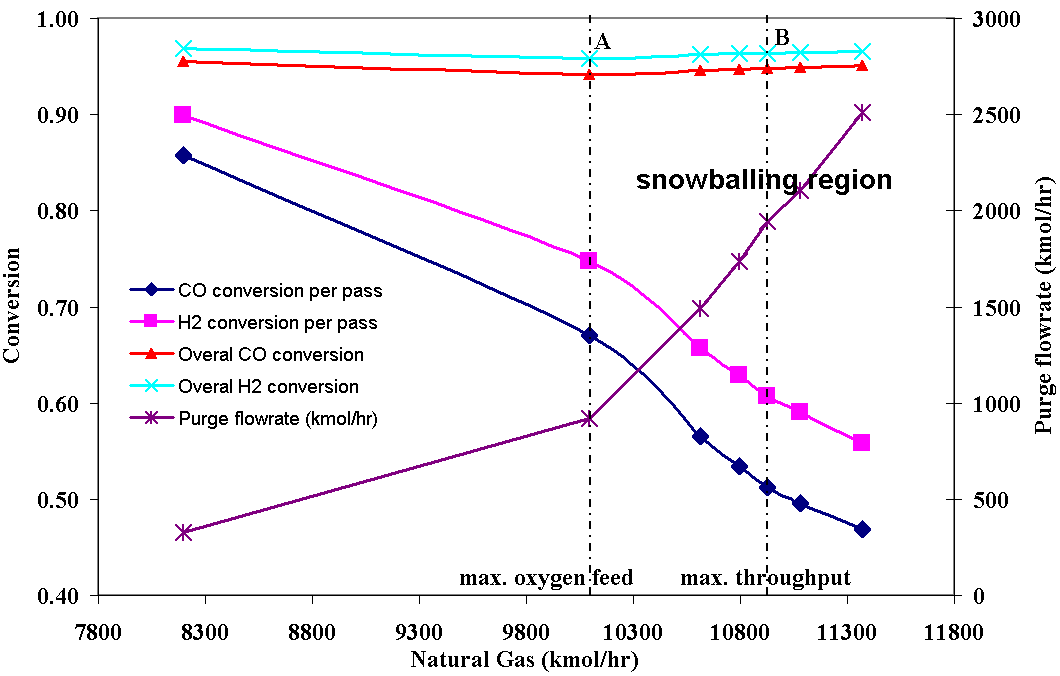 1.00
0.90
0.80
0.70
0.60
0.50
0.40
Conversion
3000
2500
2000
1500
1000
500
0
Purge flowrate (kmol/hr)
A
B
snowballing region
CO conversion per pass
H2 conversion per pass
Overal CO conversion
Overal H2 conversion
Purge flowrate (kmol/hr)
max. oxygen feed
max. throughput
7800 8300 8800 9300 9800 10300 10800 11300 11800
Natural Gas (kmol/hr)